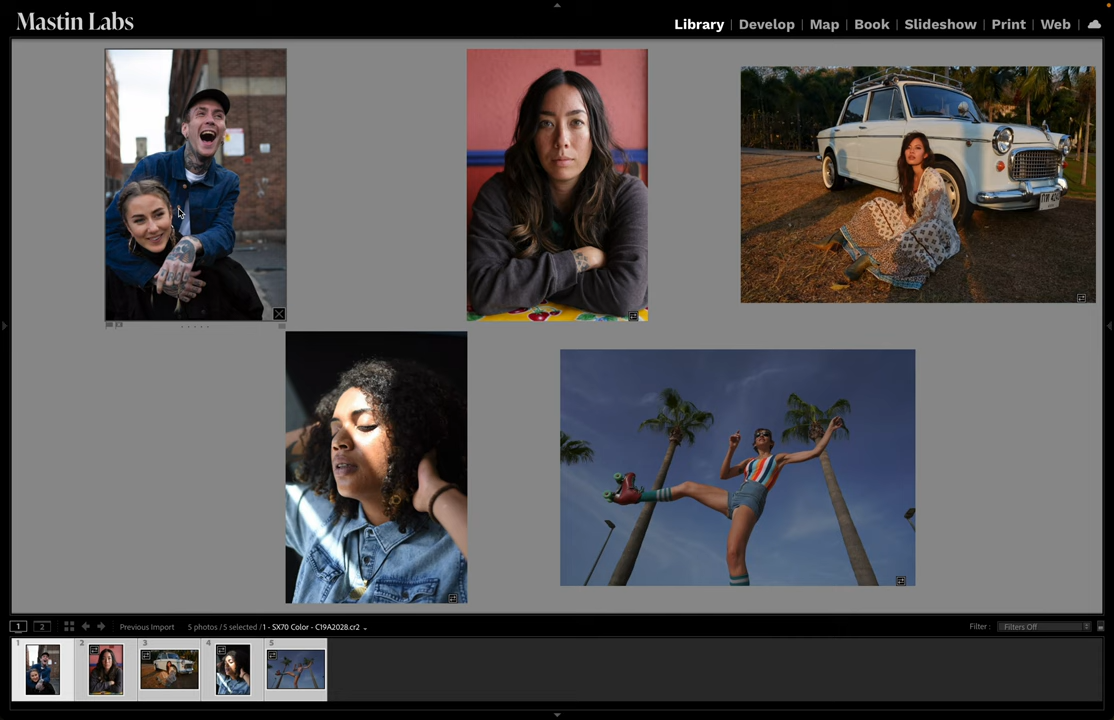 Mastin Labs
Library | Develop | Map | Book | Slideshow | Print | Web
1 2 Previous Import 5 photos / 5 selected / 1 - SX70 Color - C19A2028.cr2 Filter : Filters Off
1 2 3 4 5